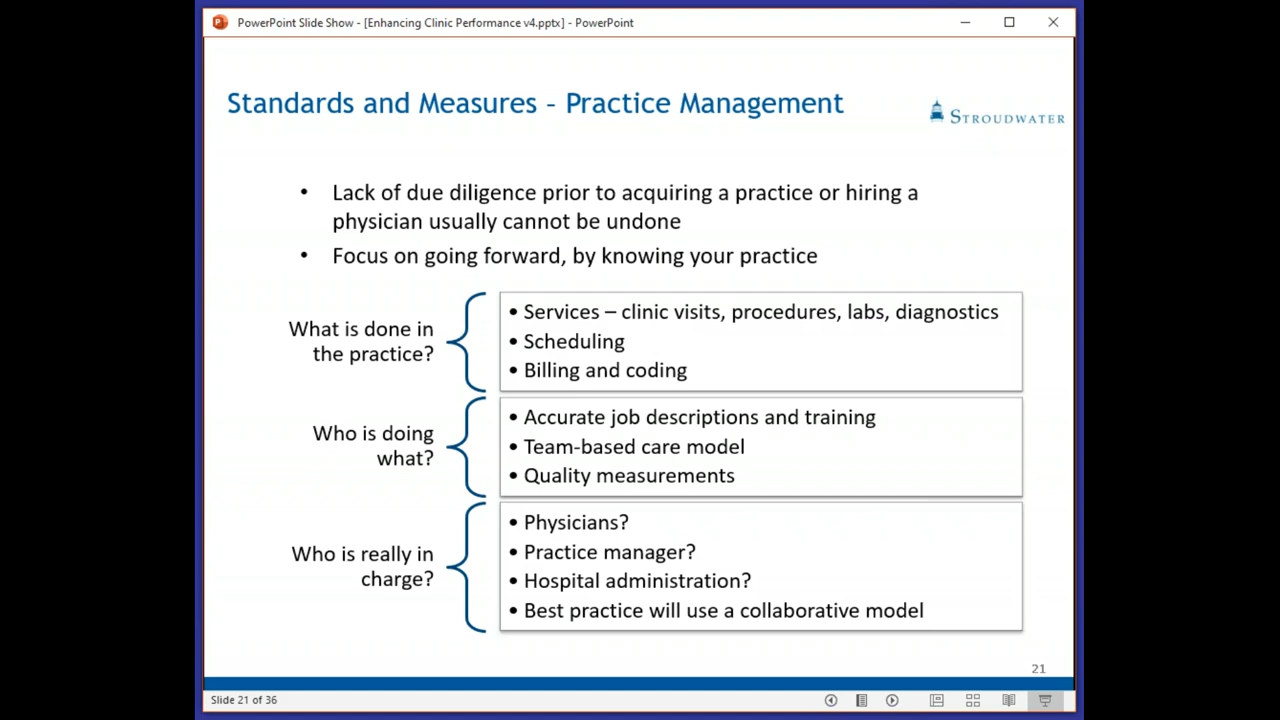 PowerPoint Slide Show - [Enhancing Clinic Performance v4.pptx] - PowerPoint
Standards and Measures - Practice Management
STROUDWATER
• Lack of due diligence prior to acquiring a practice or hiring a
physician usually cannot be undone
• Focus on going forward, by knowing your practice
What is done in
the practice?
• Services – clinic visits, procedures, labs, diagnostics
• Scheduling
• Billing and coding
Who is doing
what?
• Accurate job descriptions and training
• Team-based care model
• Quality measurements
Who is really in
charge?
• Physicians?
• Practice manager?
• Hospital administration?
• Best practice will use a collaborative model
21
Slide 21 of 36